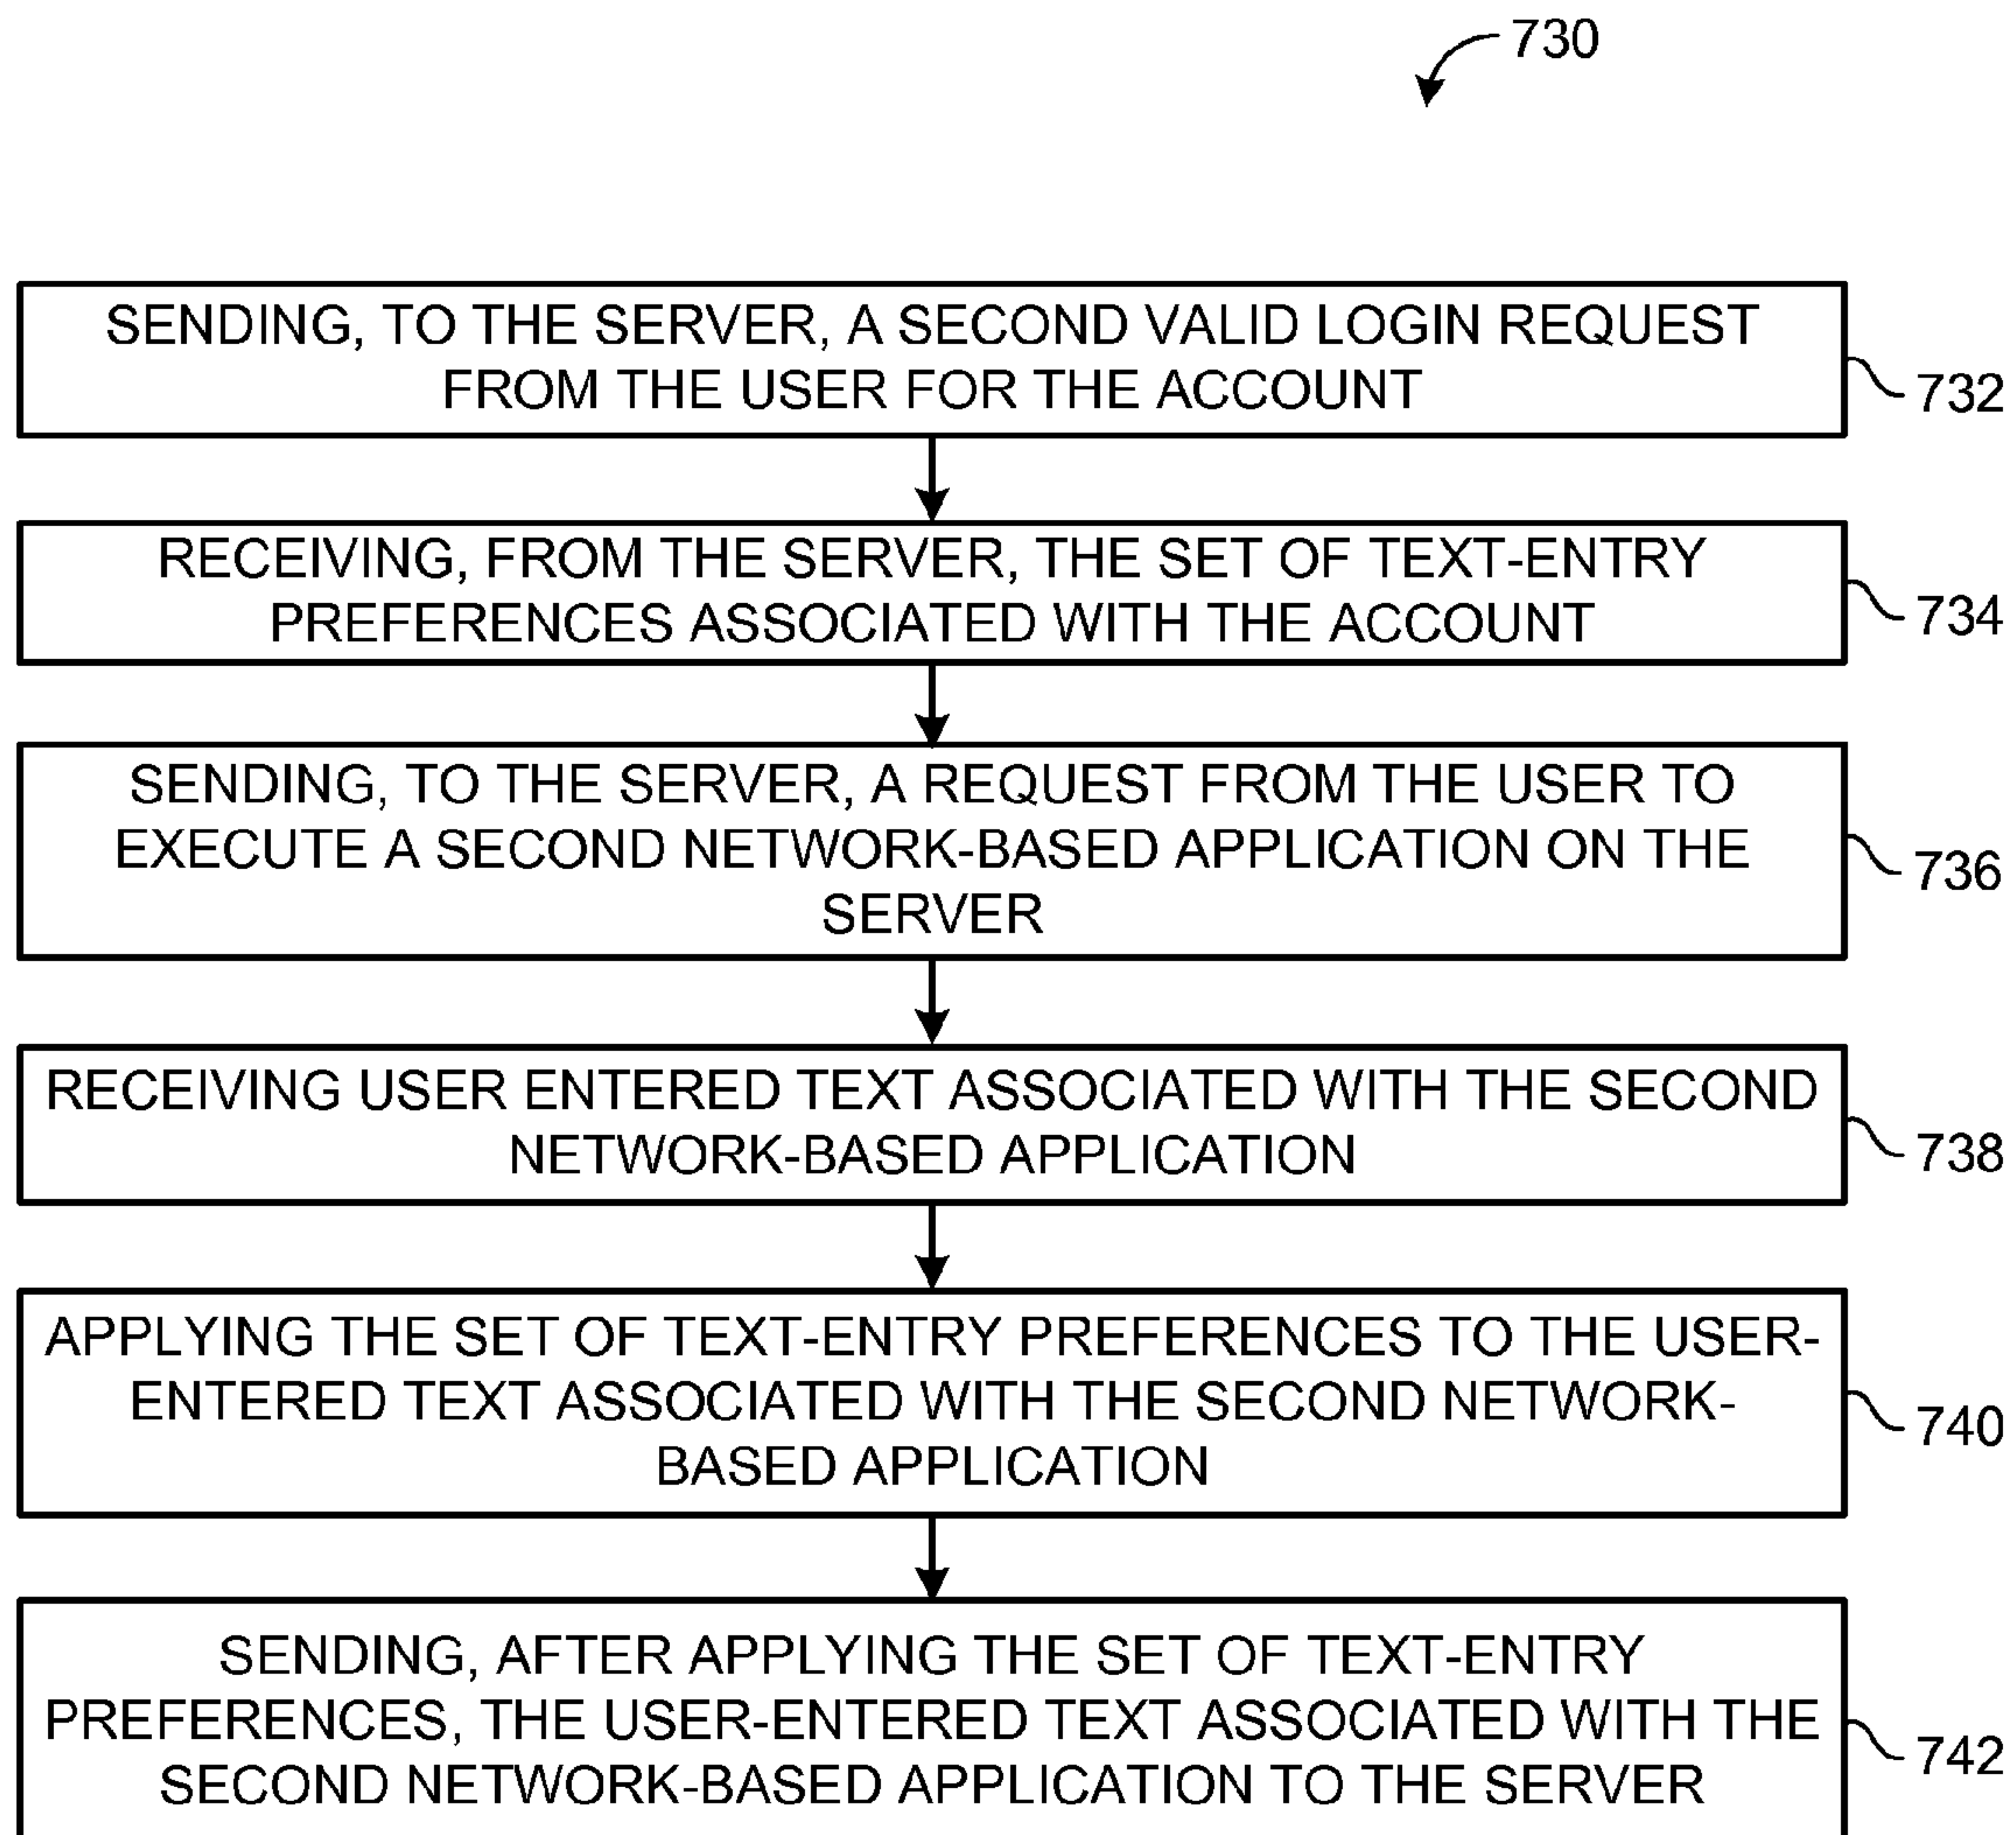 730
SENDING, TO THE SERVER, A SECOND VALID LOGIN REQUEST
FROM THE USER FOR THE ACCOUNT
732
RECEIVING, FROM THE SERVER, THE SET OF TEXT-ENTRY
PREFERENCES ASSOCIATED WITH THE ACCOUNT
734
SENDING, TO THE SERVER, A REQUEST FROM THE USER TO
EXECUTE A SECOND NETWORK-BASED APPLICATION ON THE
SERVER
736
RECEIVING USER ENTERED TEXT ASSOCIATED WITH THE SECOND
NETWORK-BASED APPLICATION
738
APPLYING THE SET OF TEXT-ENTRY PREFERENCES TO THE USER-
ENTERED TEXT ASSOCIATED WITH THE SECOND NETWORK-
BASED APPLICATION
740
SENDING, AFTER APPLYING THE SET OF TEXT-ENTRY
PREFERENCES, THE USER-ENTERED TEXT ASSOCIATED WITH THE
SECOND NETWORK-BASED APPLICATION TO THE SERVER
742